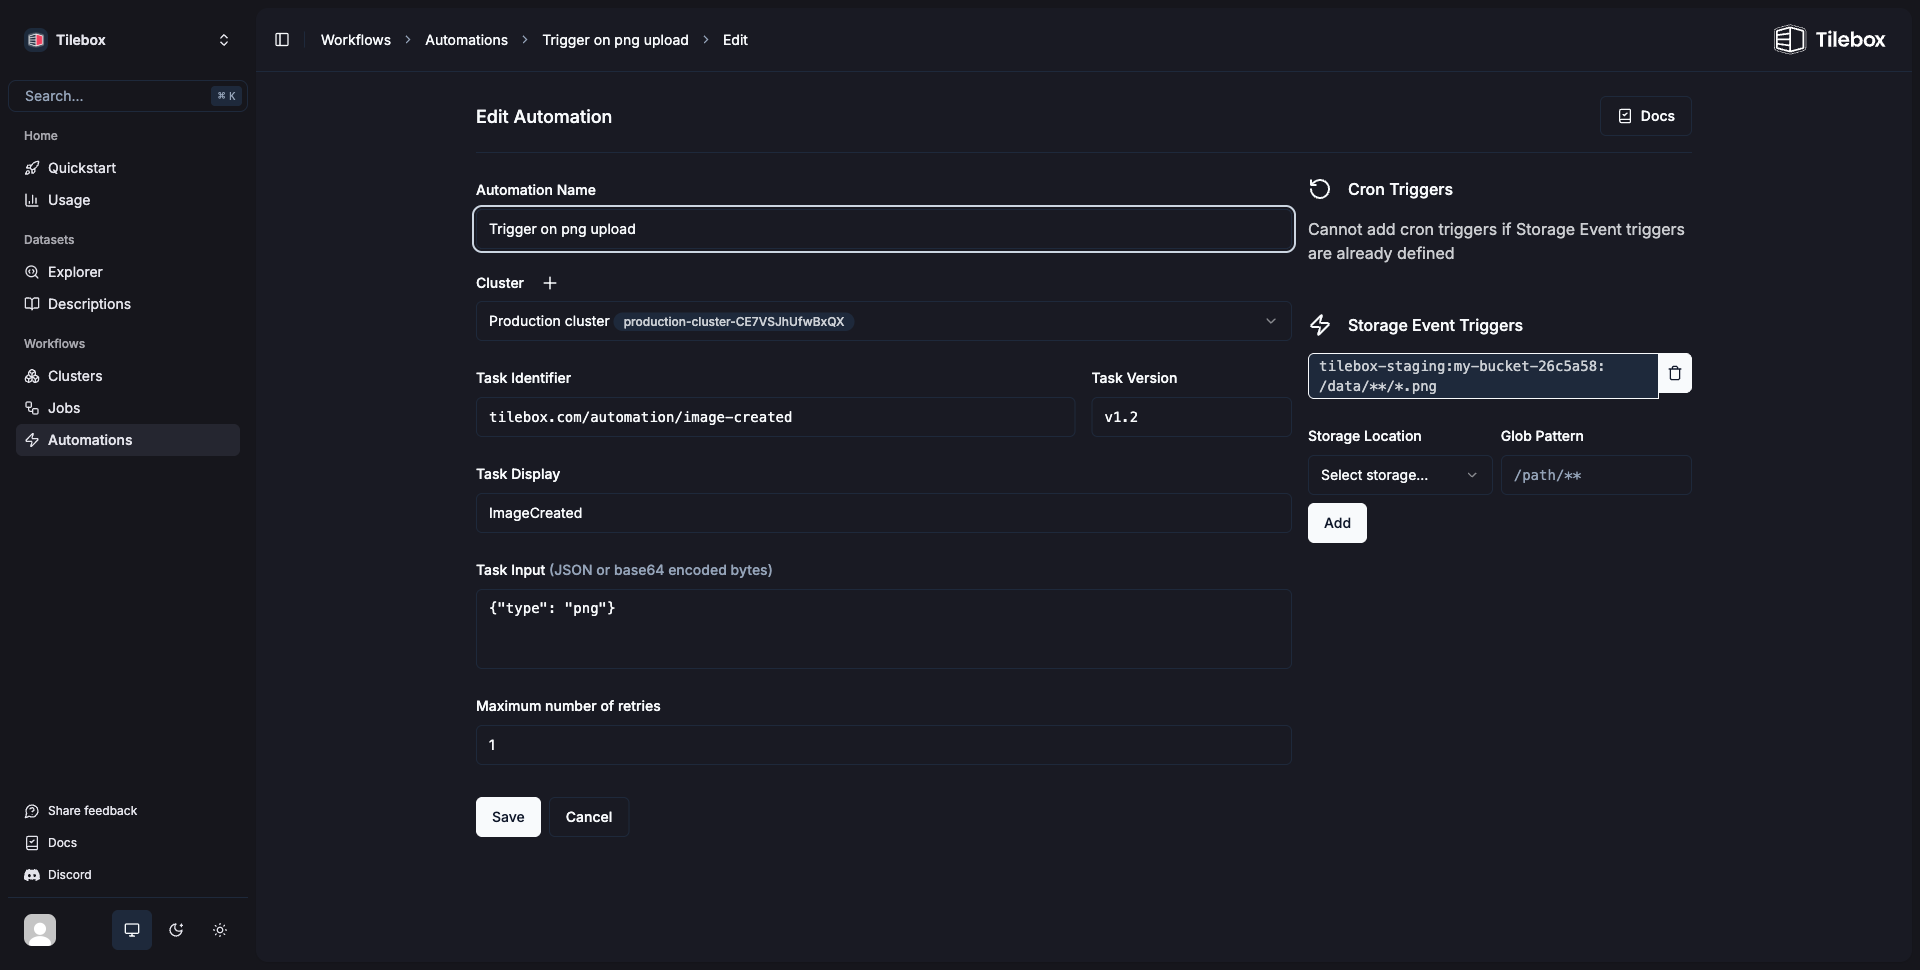 Tilebox
Search...
⌘ K
Home
Quickstart
Usage
Datasets
Explorer
Descriptions
Workflows
Clusters
Jobs
Automations
Share feedback
Docs
Discord
Workflows > Automations > Trigger on png upload > Edit
Tilebox
Edit Automation
Docs
Automation Name
Trigger on png upload
Cluster +
Production cluster production-cluster-CE7VSJhUfwBxQX
Task Identifier
tilebox.com/automation/image-created
Task Version
v1.2
Task Display
ImageCreated
Task Input (JSON or base64 encoded bytes)
{"type": "png"}
Maximum number of retries
1
Save
Cancel
Cron Triggers
Cannot add cron triggers if Storage Event triggers
are already defined
Storage Event Triggers
tilebox-staging:my-bucket-26c5a58:
/data/**/*.png
Storage Location
Select storage...
Glob Pattern
/path/**
Add